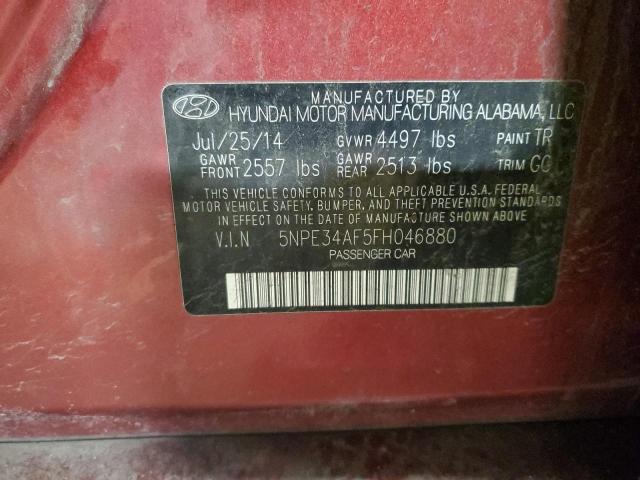 MANUFACTURED BY
HYUNDAI MOTOR MANUFACTURING ALABAMA, LLC
Jul/25/14 GVWR 4497 lbs PAINT TR
GAWR FRONT 2557 lbs GAWR REAR 2513 lbs TRIM GC
THIS VEHICLE CONFORMS TO ALL APPLICABLE U.S.A. FEDERAL
MOTOR VEHICLE SAFETY, BUMPER, AND THEFT PREVENTION STANDARDS
IN EFFECT ON THE DATE OF MANUFACTURE SHOWN ABOVE
V.I.N 5NPE34AF5FH046880
PASSENGER CAR